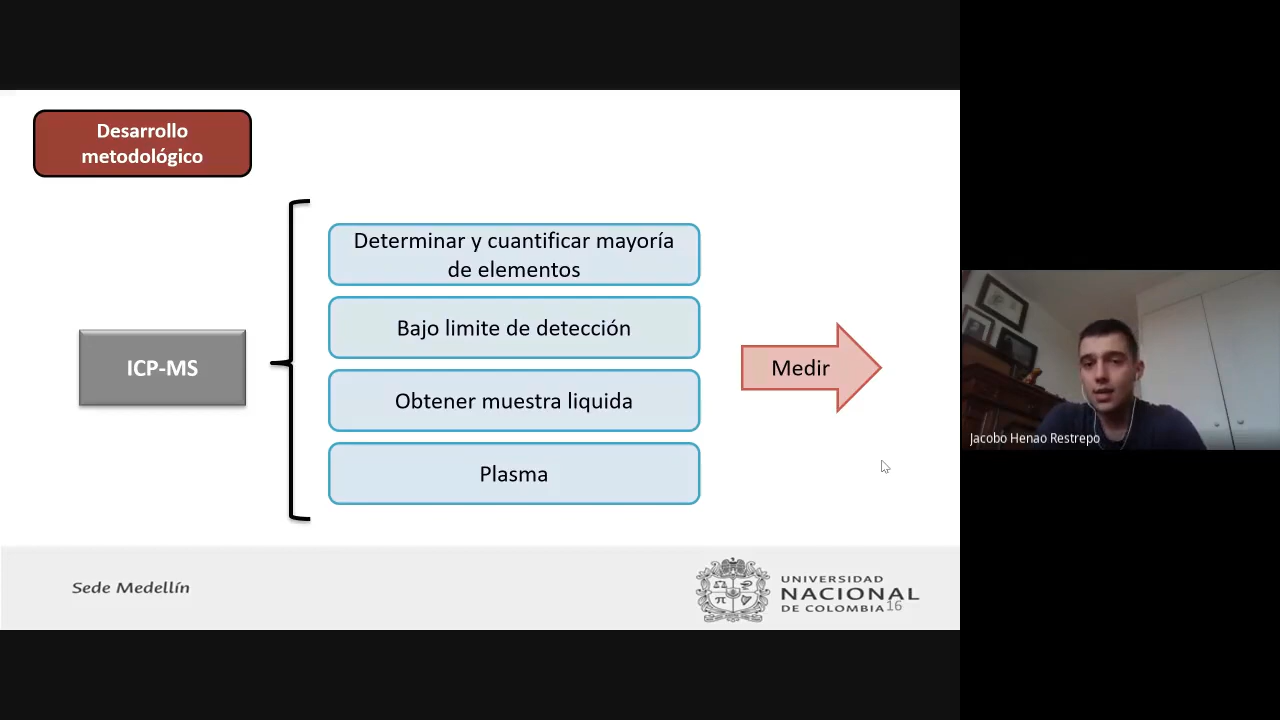 Desarrollo
metodológico
ICP-MS
Determinar y cuantificar mayoría
de elementos
Bajo limite de detección
Obtener muestra liquida
Plasma
Medir
Jacobo Henao Restrepo
Sede Medellín
UNIVERSIDAD
NACIONAL
DE COLOMBIA
16